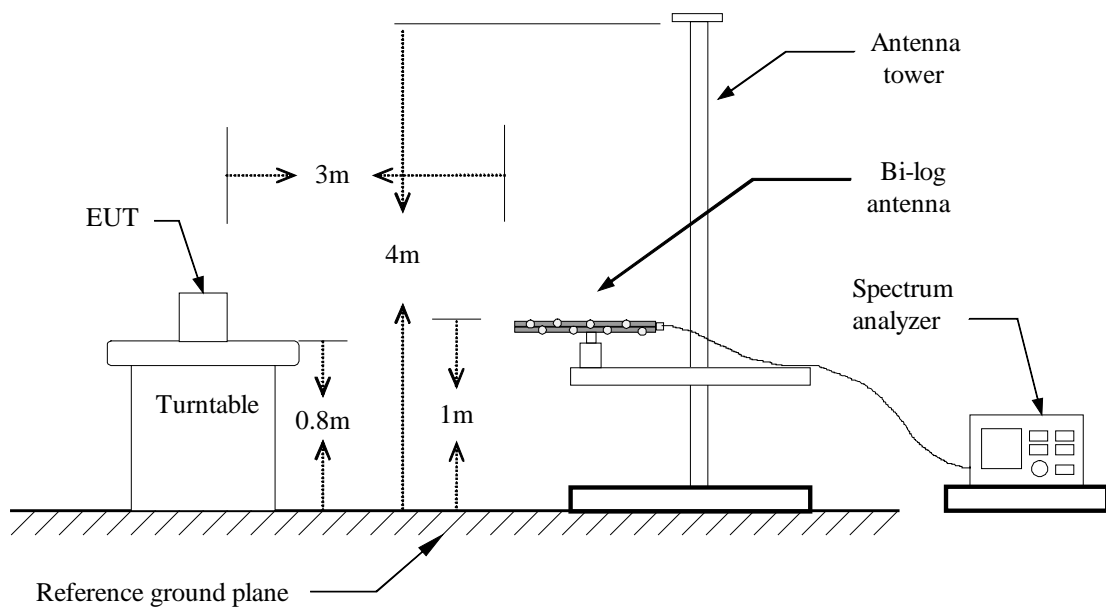 Antenna
tower
3m
Bi-log
antenna
EUT
4m
Spectrum
analyzer
Turntable
0.8m
1m
Reference ground plane